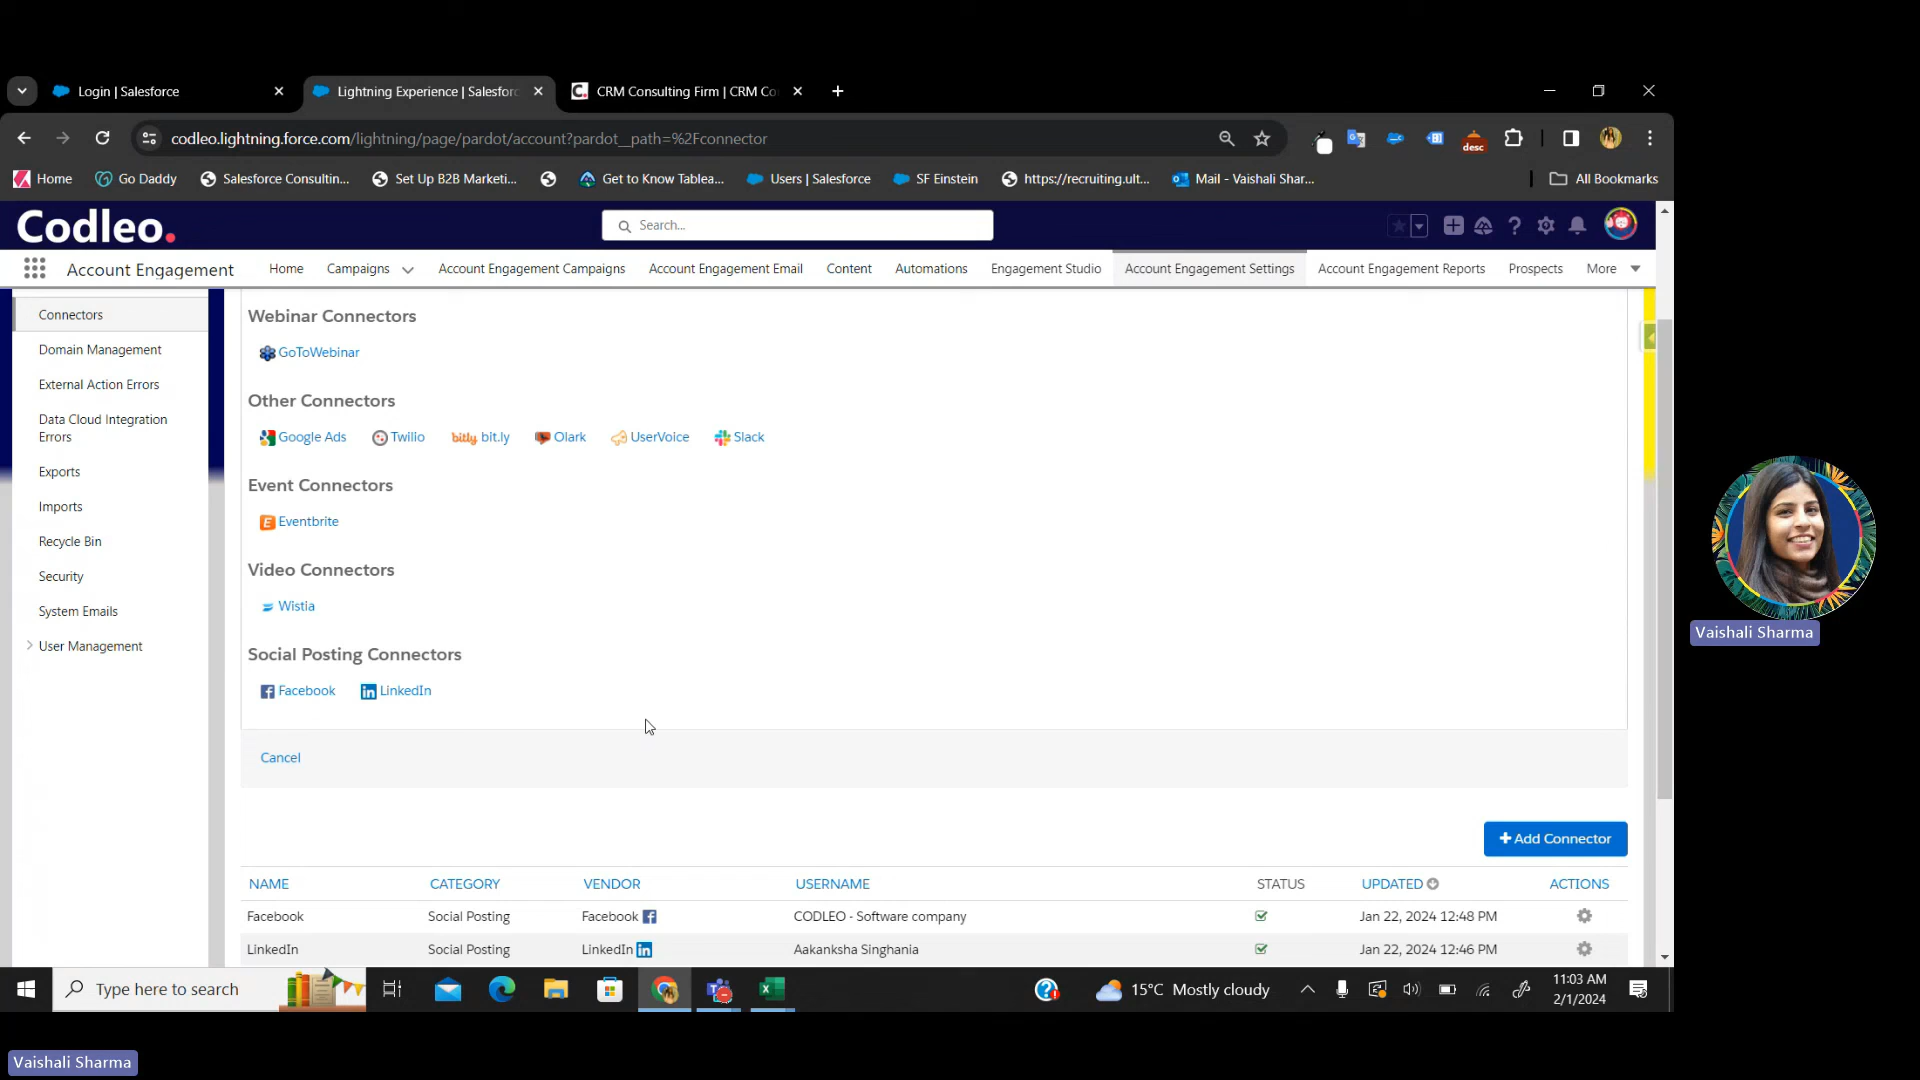 Login | Salesforce
Lightning Experience | Salesforc
CRM Consulting Firm | CRM Co
codleo.lightning.force.com/lightning/page/pardot/account?pardot__path=%2Fconnector
desc
Home
Go Daddy
Salesforce Consultin...
Set Up B2B Marketi...
Get to Know Tablea...
Users | Salesforce
SF Einstein
https://recruiting.ult...
Mail - Vaishali Shar...
All Bookmarks
Codleo.
Search...
Account Engagement
Home
Campaigns
Account Engagement Campaigns
Account Engagement Email
Content
Automations
Engagement Studio
Account Engagement Settings
Account Engagement Reports
Prospects
More
Connectors
Domain Management
External Action Errors
Data Cloud Integration
Errors
Exports
Imports
Recycle Bin
Security
System Emails
User Management
Webinar Connectors
GoToWebinar
Other Connectors
Google Ads
Twilio
bitly bit.ly
Olark
UserVoice
Slack
Event Connectors
Eventbrite
Video Connectors
Wistia
Social Posting Connectors
Facebook
LinkedIn
Cancel
+ Add Connector
NAME CATEGORY VENDOR USERNAME STATUS UPDATED ACTIONS
Facebook Social Posting Facebook CODLEO - Software company Jan 22, 2024 12:48 PM
LinkedIn Social Posting LinkedIn Aakanksha Singhania Jan 22, 2024 12:46 PM
Vaishali Sharma
Type here to search
15°C Mostly cloudy
11:03 AM
2/1/2024
Vaishali Sharma